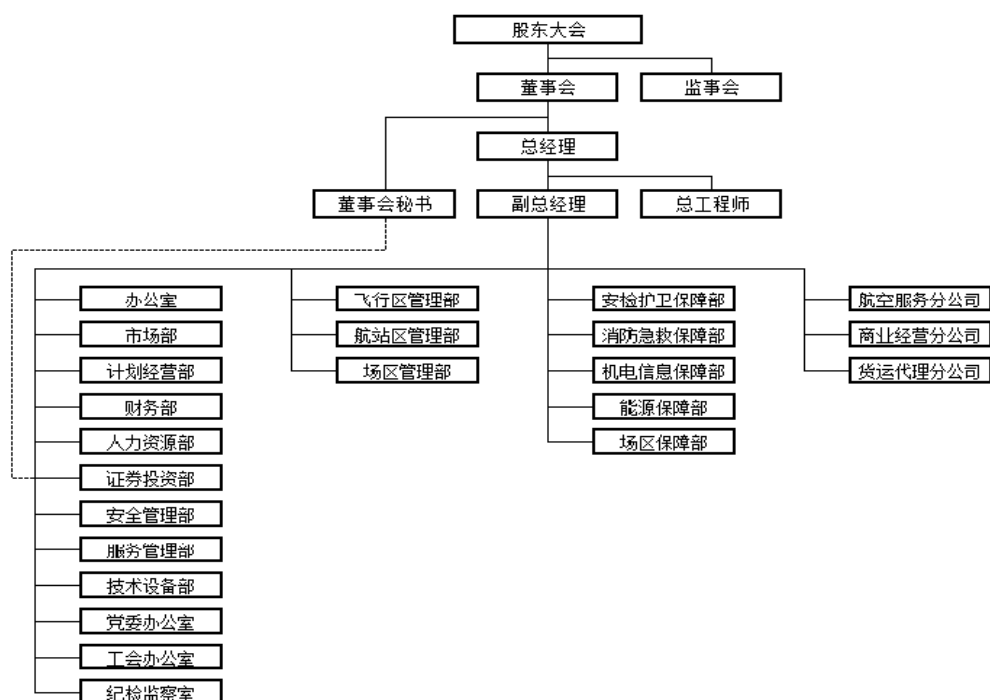 股东大会
董事会
监事会
总经理
董事会秘书
副总经理
总工程师
办公室
市场部
计划经营部
财务部
人力资源部
证券投资部
安全管理部
服务管理部
技术设备部
党委办公室
工会办公室
纪检监察室
飞行区管理部
航站区管理部
场区管理部
安检护卫保障部
消防急救保障部
机电信息保障部
能源保障部
场区保障部
航空服务分公司
商业经营分公司
货运代理分公司